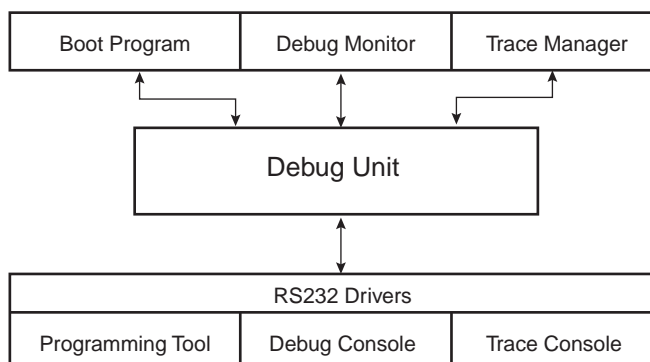 Boot Program
Debug Monitor
Trace Manager
Debug Unit
RS232 Drivers
Programming Tool
Debug Console
Trace Console